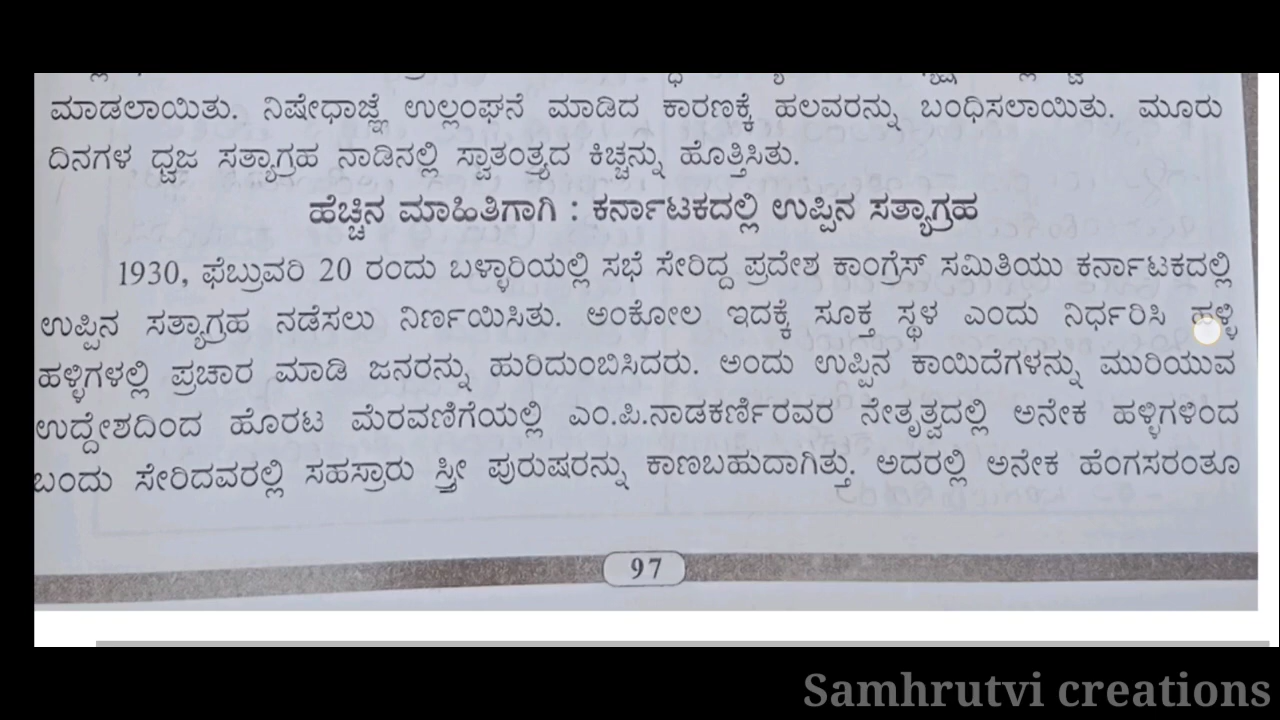 ಮಾಡಲಾಯಿತು. ನಿಷೇಧಾಜ್ಞೆ ಉಲ್ಲಂಘನೆ ಮಾಡಿದ ಕಾರಣಕ್ಕೆ ಹಲವರನ್ನು ಬಂಧಿಸಲಾಯಿತು. ಮೂರು
ದಿನಗಳ ಧ್ವಜ ಸತ್ಯಾಗ್ರಹ ನಾಡಿನಲ್ಲಿ ಸ್ವಾತಂತ್ರ್ಯದ ಕಿಚ್ಚನ್ನು ಹೊತ್ತಿಸಿತು.
ಹೆಚ್ಚಿನ ಮಾಹಿತಿಗಾಗಿ : ಕರ್ನಾಟಕದಲ್ಲಿ ಉಪ್ಪಿನ ಸತ್ಯಾಗ್ರಹ
1930, ಫೆಬ್ರುವರಿ 20 ರಂದು ಬಳ್ಳಾರಿಯಲ್ಲಿ ಸಭೆ ಸೇರಿದ್ದ ಪ್ರದೇಶ ಕಾಂಗ್ರೆಸ್ ಸಮಿತಿಯು ಕರ್ನಾಟಕದಲ್ಲಿ
ಉಪ್ಪಿನ ಸತ್ಯಾಗ್ರಹ ನಡೆಸಲು ನಿರ್ಣಯಿಸಿತು. ಅಂಕೋಲ ಇದಕ್ಕೆ ಸೂಕ್ತ ಸ್ಥಳ ಎಂದು ನಿರ್ಧರಿಸಿ ಹಳ್ಳಿ
ಹಳ್ಳಿಗಳಲ್ಲಿ ಪ್ರಚಾರ ಮಾಡಿ ಜನರನ್ನು ಹುರಿದುಂಬಿಸಿದರು. ಅಂದು ಉಪ್ಪಿನ ಕಾಯಿದೆಗಳನ್ನು ಮುರಿಯುವ
ಉದ್ದೇಶದಿಂದ ಹೊರಟ ಮೆರವಣಿಗೆಯಲ್ಲಿ ಎಂ.ಪಿ.ನಾಡಕರ್ಣಿರವರ ನೇತೃತ್ವದಲ್ಲಿ ಅನೇಕ ಹಳ್ಳಿಗಳಿಂದ
ಬಂದು ಸೇರಿದವರಲ್ಲಿ ಸಹಸ್ರಾರು ಸ್ತ್ರೀ ಪುರುಷರನ್ನು ಕಾಣಬಹುದಾಗಿತ್ತು. ಅದರಲ್ಲಿ ಅನೇಕ ಹೆಂಗಸರಂತೂ
97
Samhrutvi creations